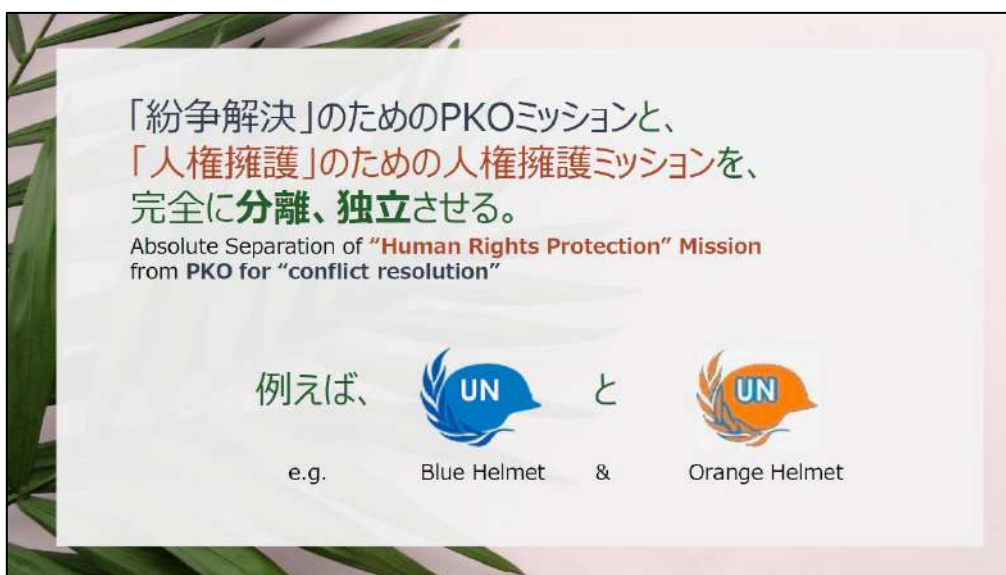 「紛争解決」のためのPKOミッションと、
「人権擁護」のための人権擁護ミッションを、
完全に分離、独立させる。
Absolute Separation of “Human Rights Protection” Mission
from PKO for “conflict resolution”
例えば、 UN と UN
e.g. Blue Helmet & Orange Helmet